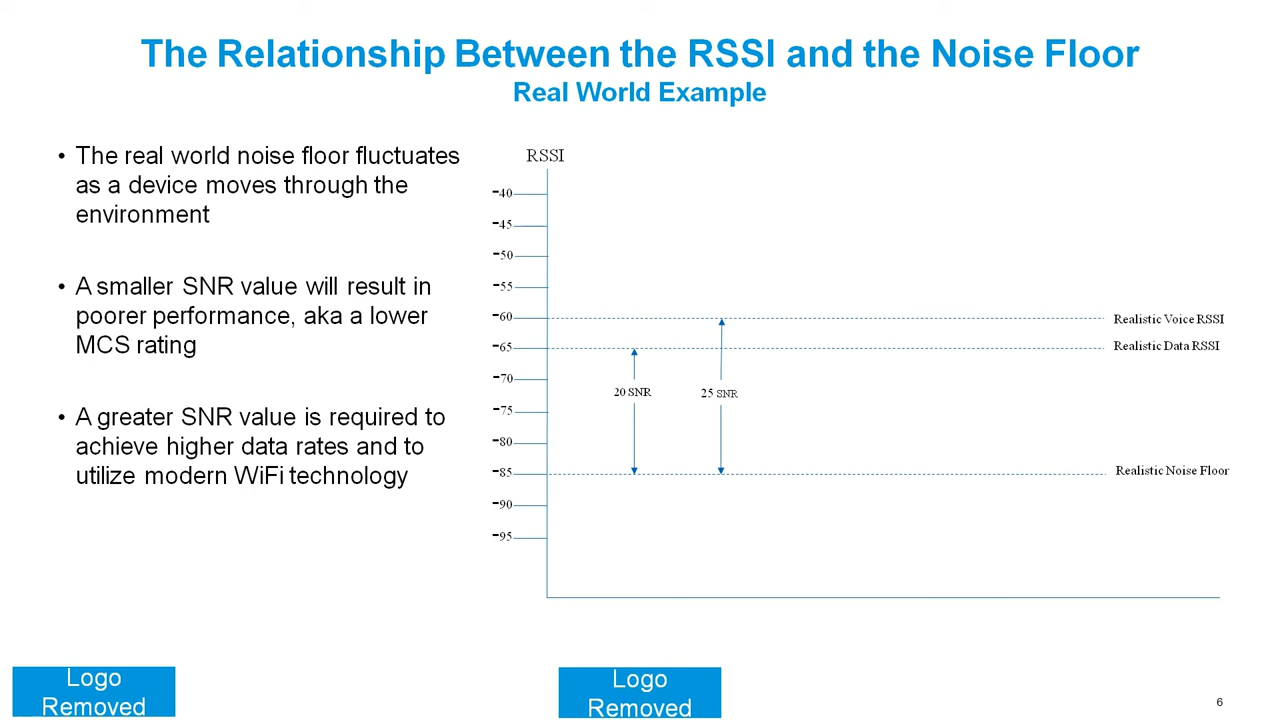 The Relationship Between the RSSI and the Noise Floor
Real World Example
• The real world noise floor fluctuates
as a device moves through the
environment
• A smaller SNR value will result in
poorer performance, aka a lower
MCS rating
• A greater SNR value is required to
achieve higher data rates and to
utilize modern WiFi technology
RSSI
-40
-45
-50
-55
-60
-65
-70
-75
-80
-85
-90
-95
Realistic Voice RSSI
Realistic Data RSSI
20 SNR
25 SNR
Realistic Noise Floor
Logo
Removed
Logo
Removed
6